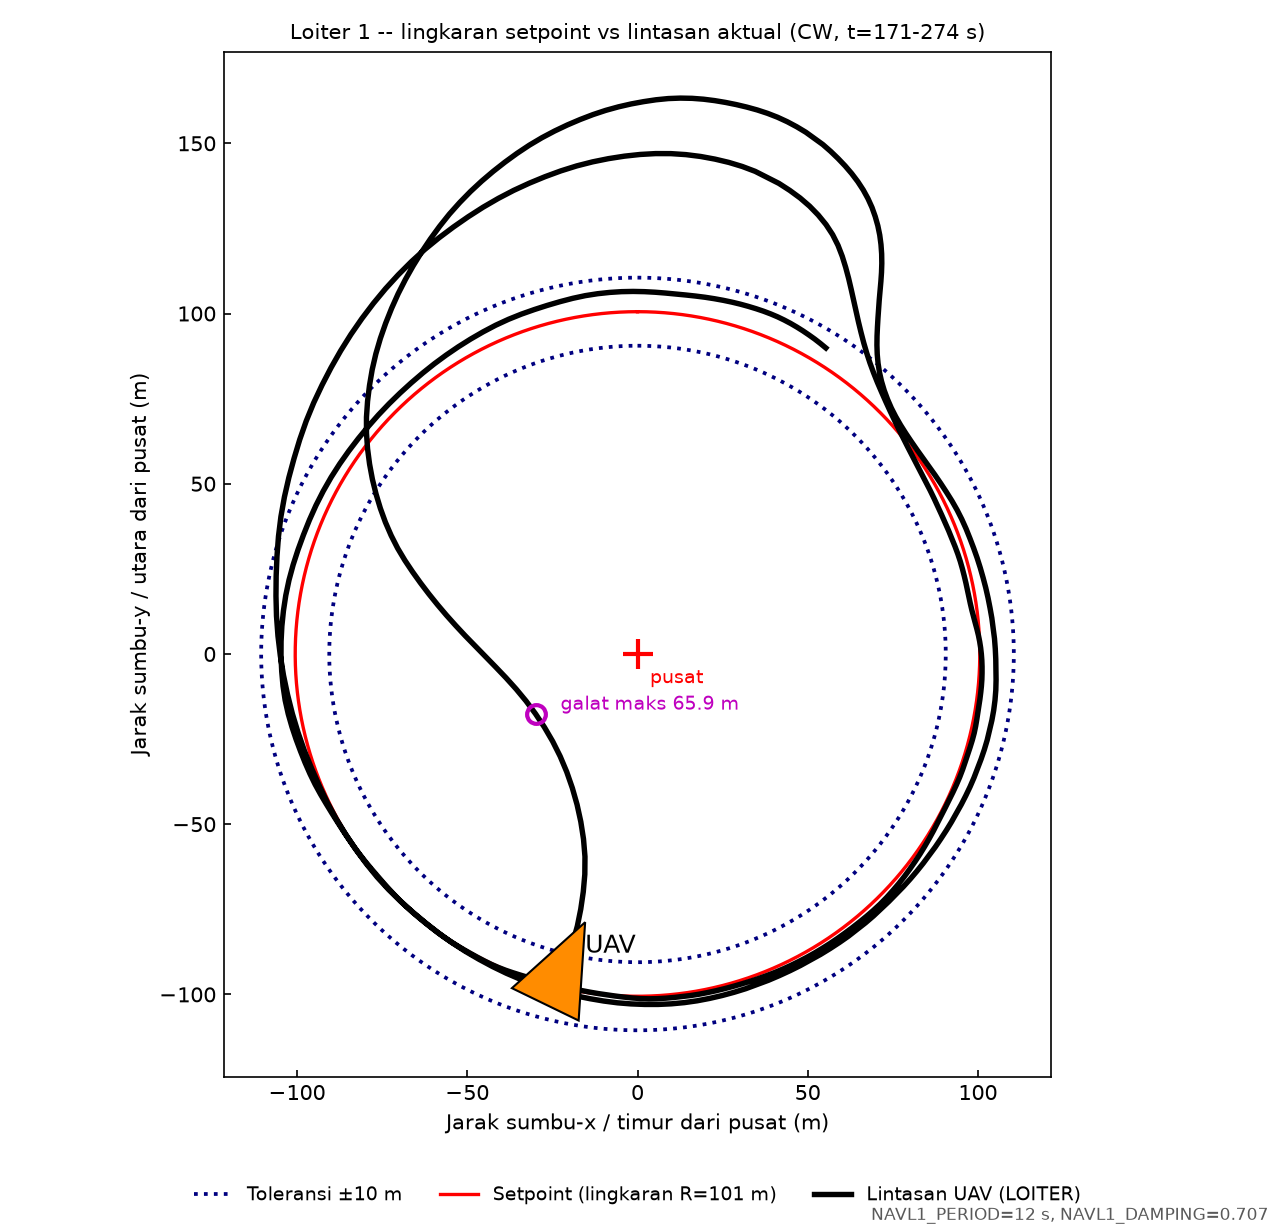 Loiter 1 -- lingkaran setpoint vs lintasan aktual (CW, t=171-274 s)
Jarak sumbu-y / utara dari pusat (m)
150
100
50
0
−50
−100
pusat
galat maks 65.9 m
UAV
−100
−50
0
50
100
Jarak sumbu-x / timur dari pusat (m)
Toleransi ±10 m
Setpoint (lingkaran R=101 m)
Lintasan UAV (LOITER)
NAVL1_PERIOD=12 s, NAVL1_DAMPING=0.707